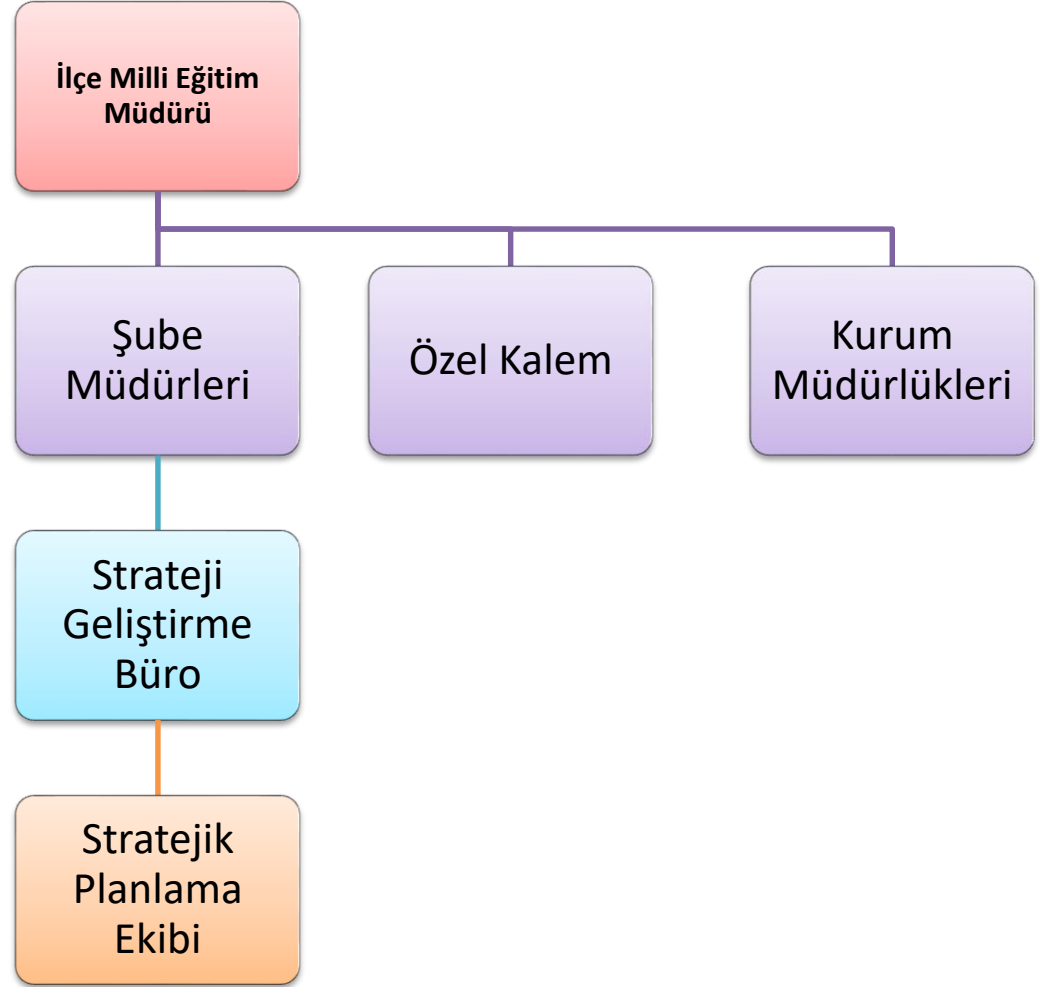 İlçe Milli Eğitim
Müdürü
Şube
Müdürleri
Özel Kalem
Kurum
Müdürlükleri
Strateji
Geliştirme
Büro
Stratejik
Planlama
Ekibi